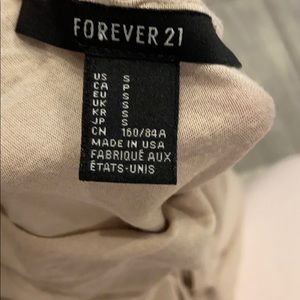 FOREVER 21
US S
CA P
EU S
UK S
KR S
JP S
CN 160/84A
MADE IN USA
FABRIQUÉ AUX
ÉTATS-UNIS